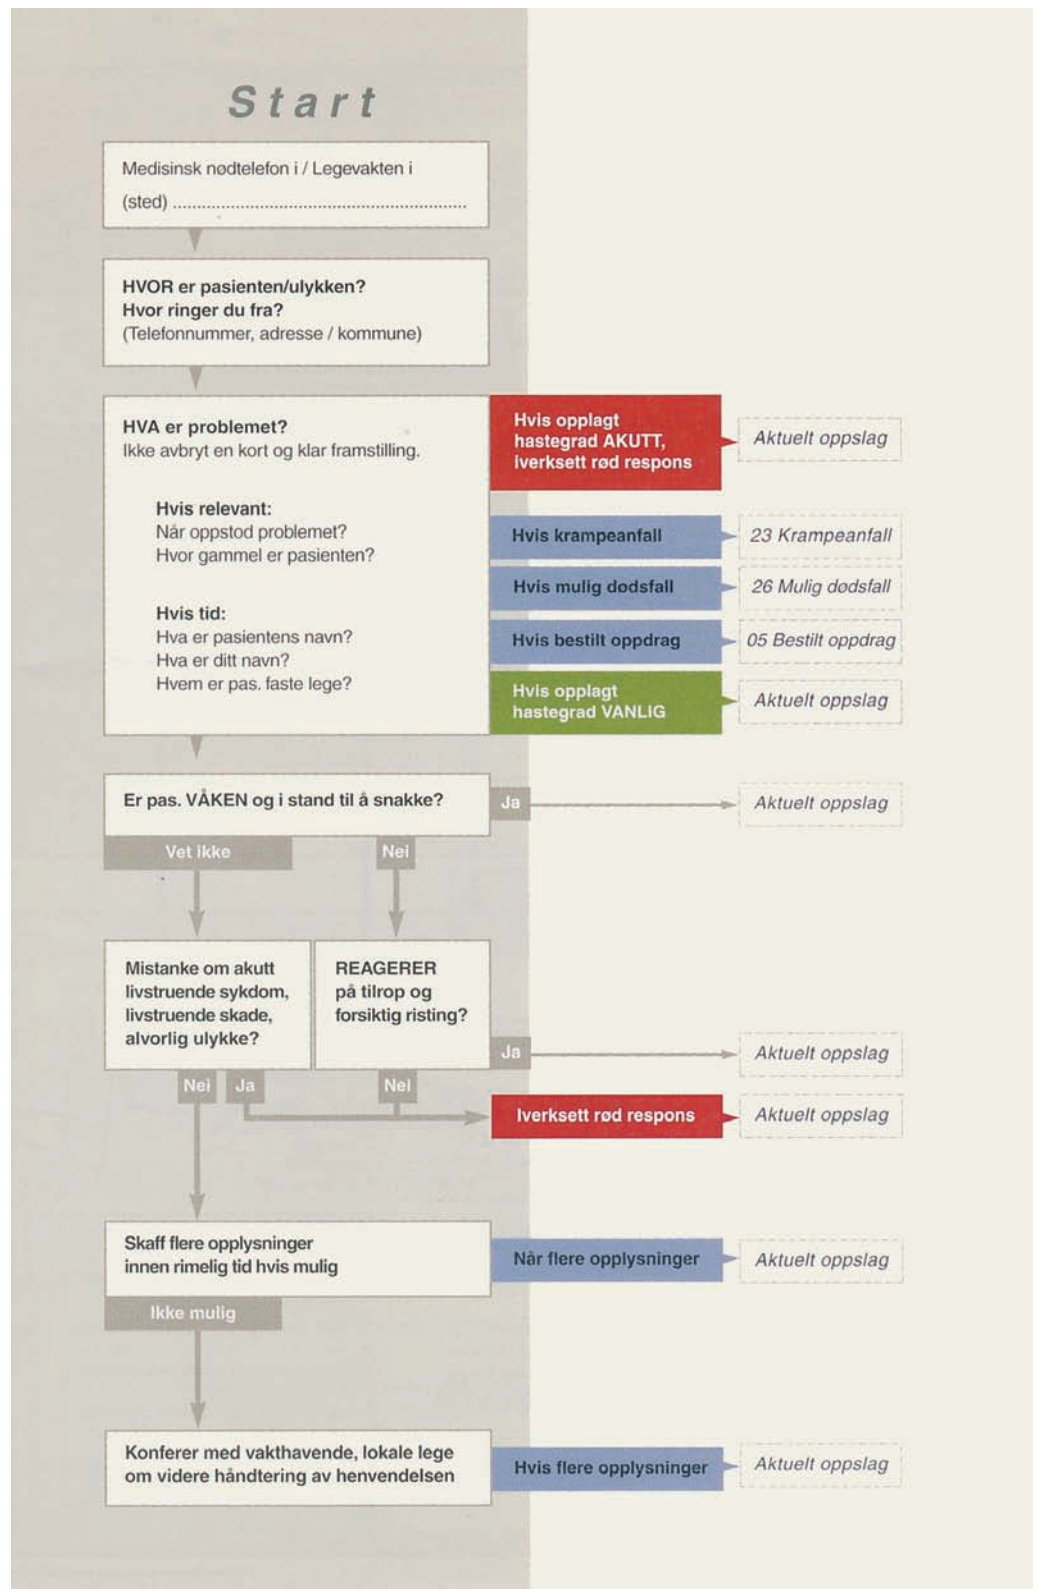 Start
Medisinsk nødtelefon i / Legevakten i
(sted) ..............................................................
HVOR er pasienten/ulykken?
Hvor ringer du fra?
(Telefonnummer, adresse / kommune)
HVA er problemet?
Ikke avbryt en kort og klar framstilling.
Hvis relevant:
Når oppstod problemet?
Hvor gammel er pasienten?
Hvis tid:
Hva er pasientens navn?
Hva er ditt navn?
Hvem er pas. faste lege?
Hvis opplagt
hastegrad AKUTT,
iverksett rød respons
Aktuelt oppslag
Hvis krampeanfall
23 Krampeanfall
Hvis mulig dødsfall
26 Mulig dødsfall
Hvis bestilt oppdrag
05 Bestilt oppdrag
Hvis opplagt
hastegrad VANLIG
Aktuelt oppslag
Er pas. VÅKEN og i stand til å snakke?
Ja
Aktuelt oppslag
Vet ikke
Nei
Mistanke om akutt
livstruende sykdom,
livstruende skade,
alvorlig ulykke?
REAGERER
på tilrop og
forsiktig risting?
Ja
Aktuelt oppslag
Nei
Ja
Nei
Iverksett rød respons
Aktuelt oppslag
Skaff flere opplysninger
innen rimelig tid hvis mulig
Når flere opplysninger
Aktuelt oppslag
Ikke mulig
Konferer med vakthavende, lokale lege
om videre håndtering av henvendelsen
Hvis flere opplysninger
Aktuelt oppslag